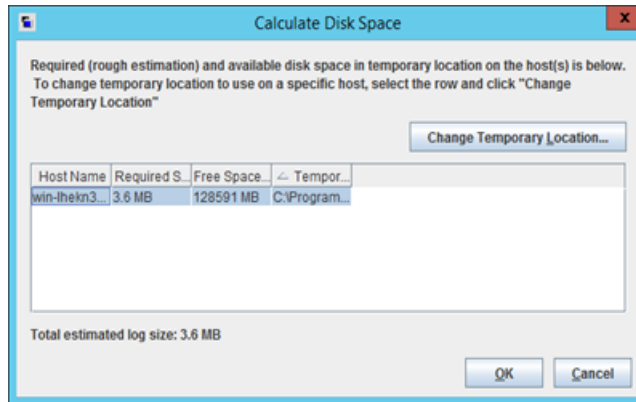 Calculate Disk Space
x
Required (rough estimation) and available disk space in temporary location on the host(s) is below.
To change temporary location to use on a specific host, select the row and click "Change
Temporary Location"
Change Temporary Location...
Host Name Required S... Free Space... Tempor...
win-lhekn3... 3.6 MB 128591 MB C:\Program...
Total estimated log size: 3.6 MB
OK Cancel